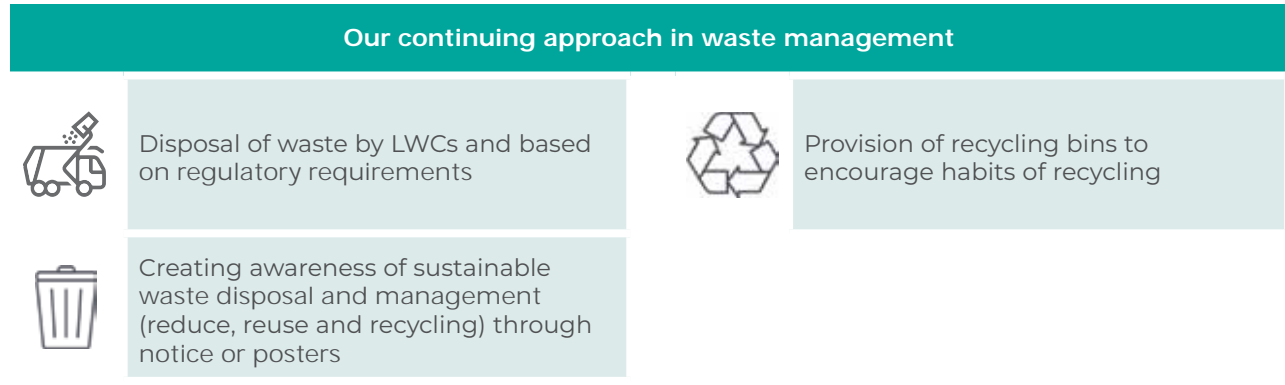 Our continuing approach in waste management
Disposal of waste by LWCs and based
on regulatory requirements
Provision of recycling bins to
encourage habits of recycling
Creating awareness of sustainable
waste disposal and management
(reduce, reuse and recycling) through
notice or posters